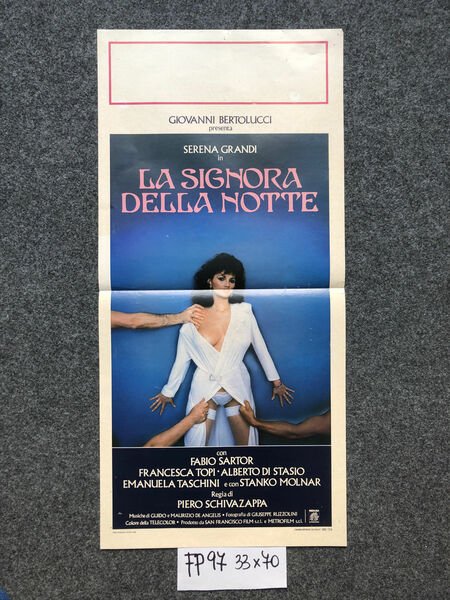 GIOVANNI BERTOLUCCI
presenta
SERENA GRANDI
in
LA SIGNORA
DELLA NOTTE
con
FABIO SARTOR
FRANCESCA TOPI • ALBERTO DI STASIO
EMANUELA TASCHINI e con STANKO MOLNAR
Regia di
PIERO SCHIVAZAPPA
Musiche di GUIDO e MAURIZIO DE ANGELIS • Fotografia di GIUSEPPE RUZZOLINI
Colore della TELECOLOR • Prodotto da SAN FRANCISCO FILM s.r.l. e METROFILM s.r.l.
FP97 33x70